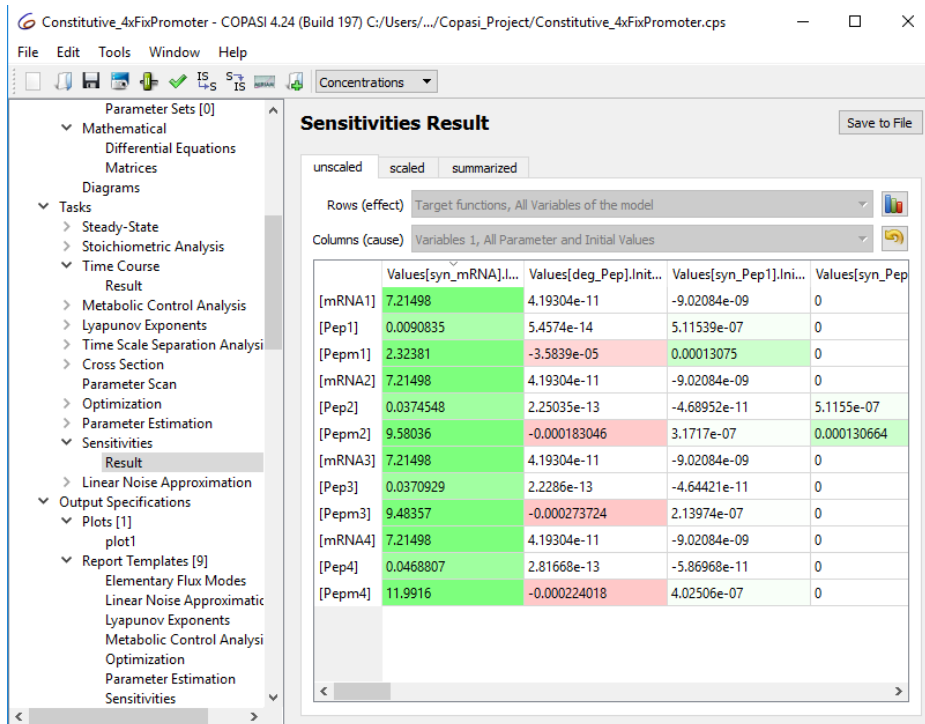 Constitutive_4xFixPromoter - COPASI 4.24 (Build 197) C:/Users/.../Copasi_Project/Constitutive_4xFixPromoter.cps
File Edit Tools Window Help
IS S S IS Concentrations
Parameter Sets [0]
Mathematical
Differential Equations
Matrices
Diagrams
Tasks
Steady-State
Stoichiometric Analysis
Time Course
Result
Metabolic Control Analysis
Lyapunov Exponents
Time Scale Separation Analysi
Cross Section
Parameter Scan
Optimization
Parameter Estimation
Sensitivities
Result
Linear Noise Approximation
Output Specifications
Plots [1]
plot1
Report Templates [9]
Elementary Flux Modes
Linear Noise Approximatic
Lyapunov Exponents
Metabolic Control Analysi
Optimization
Parameter Estimation
Sensitivities
Sensitivities Result
Save to File
unscaled scaled summarized
Rows (effect) Target functions, All Variables of the model
Columns (cause) Variables 1, All Parameter and Initial Values
Values[syn_mRNA].I... Values[deg_Pep].Init... Values[syn_Pep1].Ini... Values[syn_Pep
[mRNA1] 7.21498 4.19304e-11 -9.02084e-09 0
[Pep1] 0.0090835 5.4574e-14 5.11539e-07 0
[Pepm1] 2.32381 -3.5839e-05 0.00013075 0
[mRNA2] 7.21498 4.19304e-11 -9.02084e-09 0
[Pep2] 0.0374548 2.25035e-13 -4.68952e-11 5.1155e-07
[Pepm2] 9.58036 -0.000183046 3.1717e-07 0.000130664
[mRNA3] 7.21498 4.19304e-11 -9.02084e-09 0
[Pep3] 0.0370929 2.2286e-13 -4.64421e-11 0
[Pepm3] 9.48357 -0.000273724 2.13974e-07 0
[mRNA4] 7.21498 4.19304e-11 -9.02084e-09 0
[Pep4] 0.0468807 2.81668e-13 -5.86968e-11 0
[Pepm4] 11.9916 -0.000224018 4.02506e-07 0